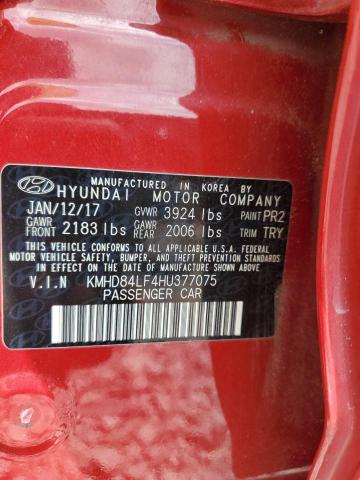 MANUFACTURED IN KOREA BY
HYUNDAI MOTOR COMPANY
JAN/12/17 GVWR 3924 lbs PAINT PR2
GAWR FRONT 2183 lbs GAWR REAR 2006 lbs TRIM TRY
THIS VEHICLE CONFORMS TO ALL APPLICABLE U.S.A. FEDERAL
MOTOR VEHICLE SAFETY, BUMPER, AND THEFT PREVENTION
STANDARDS IN EFFECT ON THE DATE OF MANUFACTURE SHOWN ABOVE.
V.I.N KMHD84LF4HU377075
PASSENGER CAR